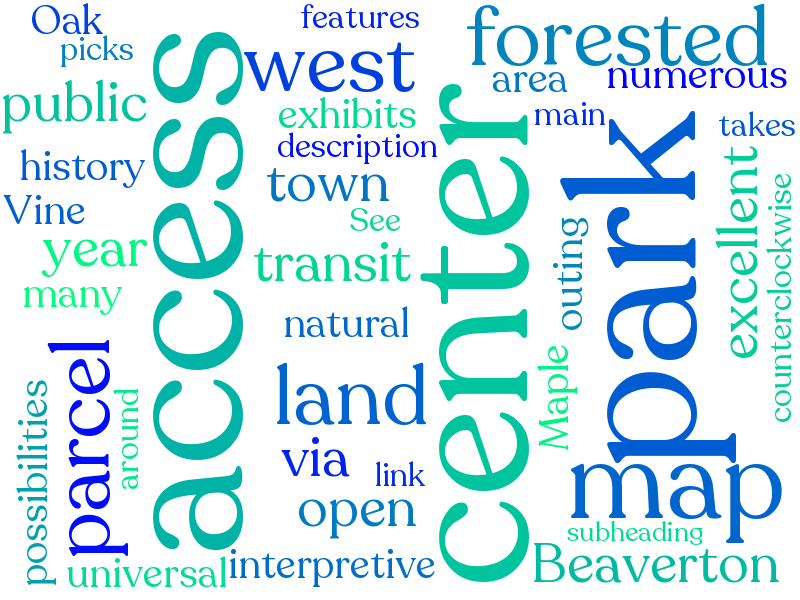 Oak
features
picks
access
west
forested
area
numerous
public
exhibits
center
main
takes
description
park
history
town
Vine
See
excellent
counterclockwise
year
transit
outing
many
natural
Maple
parcel
land
possibilities
around
via
link
map
open
subheading
universal
interpretive
Beaverton